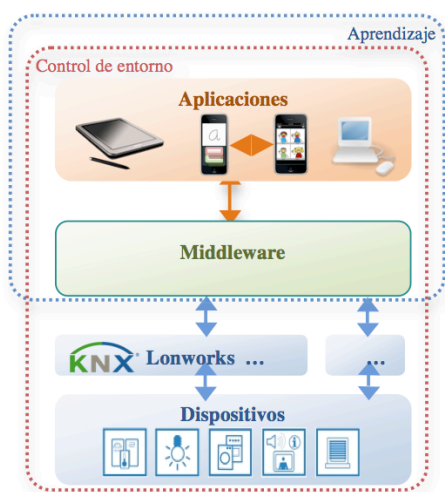 Aprendizaje
Control de entorno
Aplicaciones
a
Middleware
KNX® Lonworks ...
...
Dispositivos